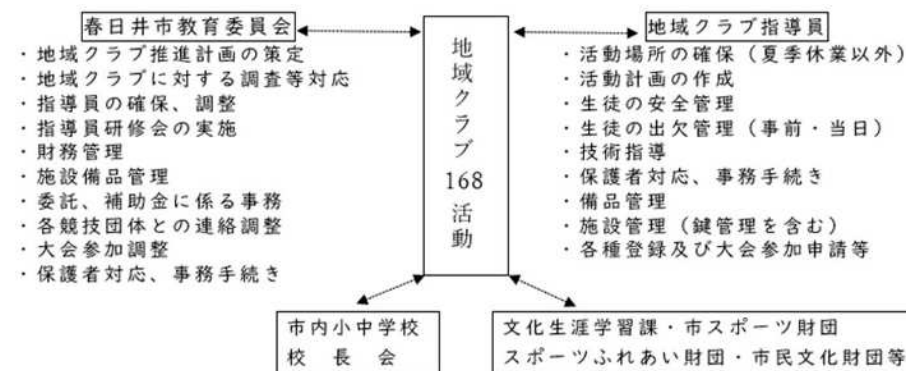 春日井市教育委員会
・地域クラブ推進計画の策定
・地域クラブに対する調査等対応
・指導員の確保、調整
・指導員研修会の実施
・財務管理
・施設備品管理
・委託、補助金に係る事務
・各競技団体との連絡調整
・大会参加調整
・保護者対応、事務手続き
地域クラブ168活動
地域クラブ指導員
・活動場所の確保（夏季休業以外）
・活動計画の作成
・生徒の安全管理
・生徒の出欠管理（事前・当日）
・技術指導
・保護者対応、事務手続き
・備品管理
・施設管理（鍵管理を含む）
・各種登録及び大会参加申請等
市内小中学校
校　長　会
文化生涯学習課・市スポーツ財団
スポーツふれあい財団・市民文化財団等